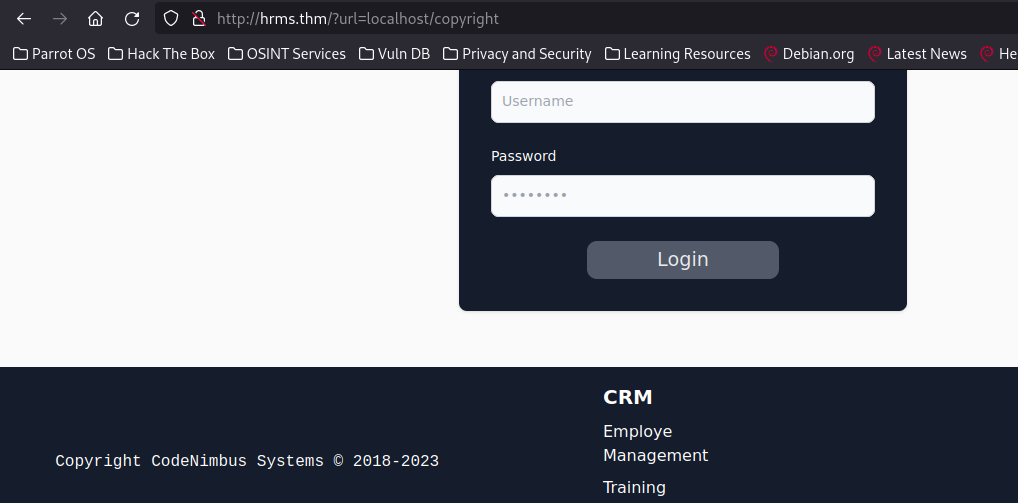 http://hrms.thm/?url=localhost/copyright
Parrot OS Hack The Box OSINT Services Vuln DB Privacy and Security Learning Resources Debian.org Latest News He
Username
Password
Login
CRM
Employe
Management
Copyright CodeNimbus Systems © 2018-2023
Training